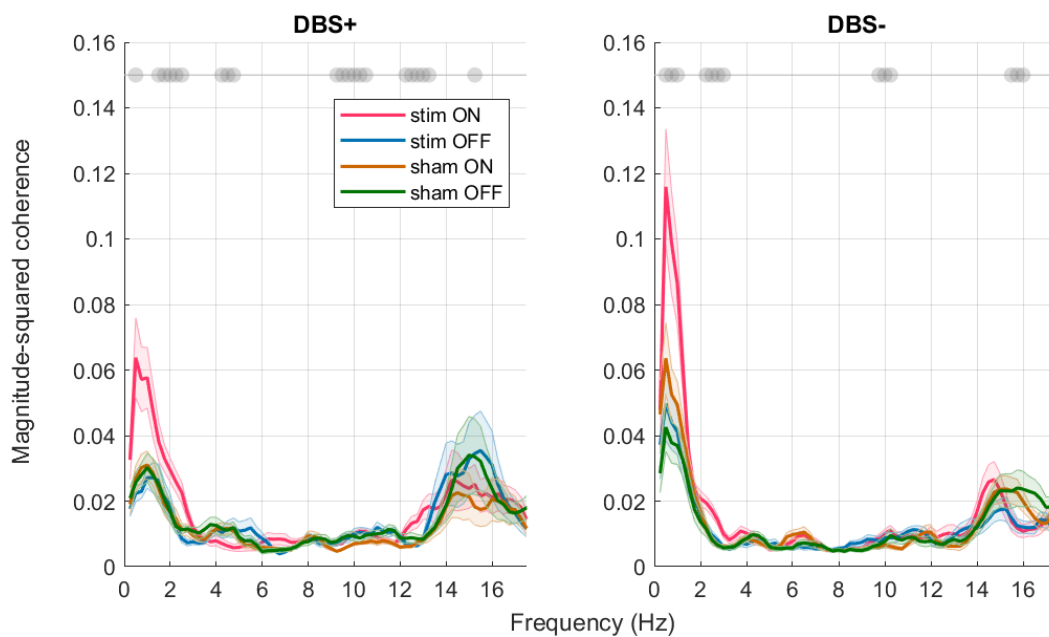 DBS+
DBS-
Magnitude-squared coherence
0.16
0.14
0.12
0.1
0.08
0.06
0.04
0.02
0
0 2 4 6 8 10 12 14 16
stim ON
stim OFF
sham ON
sham OFF
0.16
0.14
0.12
0.1
0.08
0.06
0.04
0.02
0
0 2 4 6 8 10 12 14 16
Frequency (Hz)